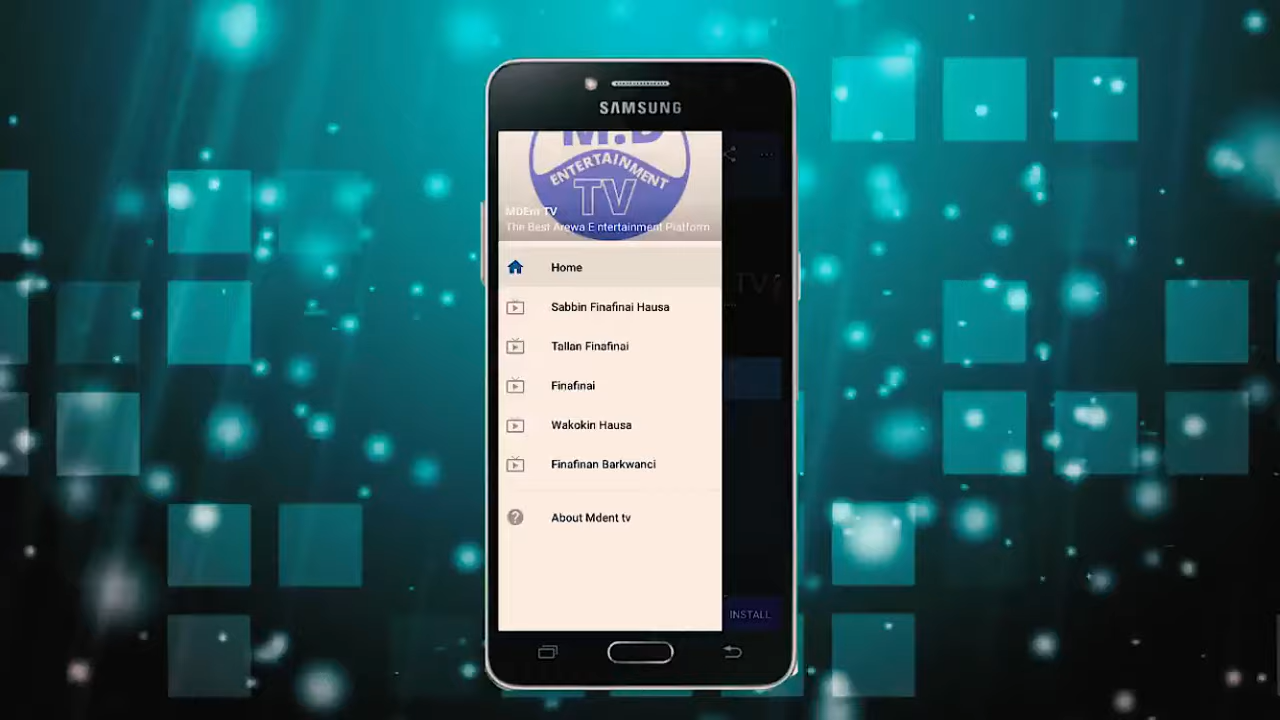 SAMSUNG
M.D
ENTERTAINMENT
TV
MDEnt TV
The Best Arewa Entertainment Platform
Home
Sabbin Finafinai Hausa
Tallan Finafinai
Finafinai
Wakokin Hausa
Finafinan Barkwanci
About Mdent tv
TV
INSTALL